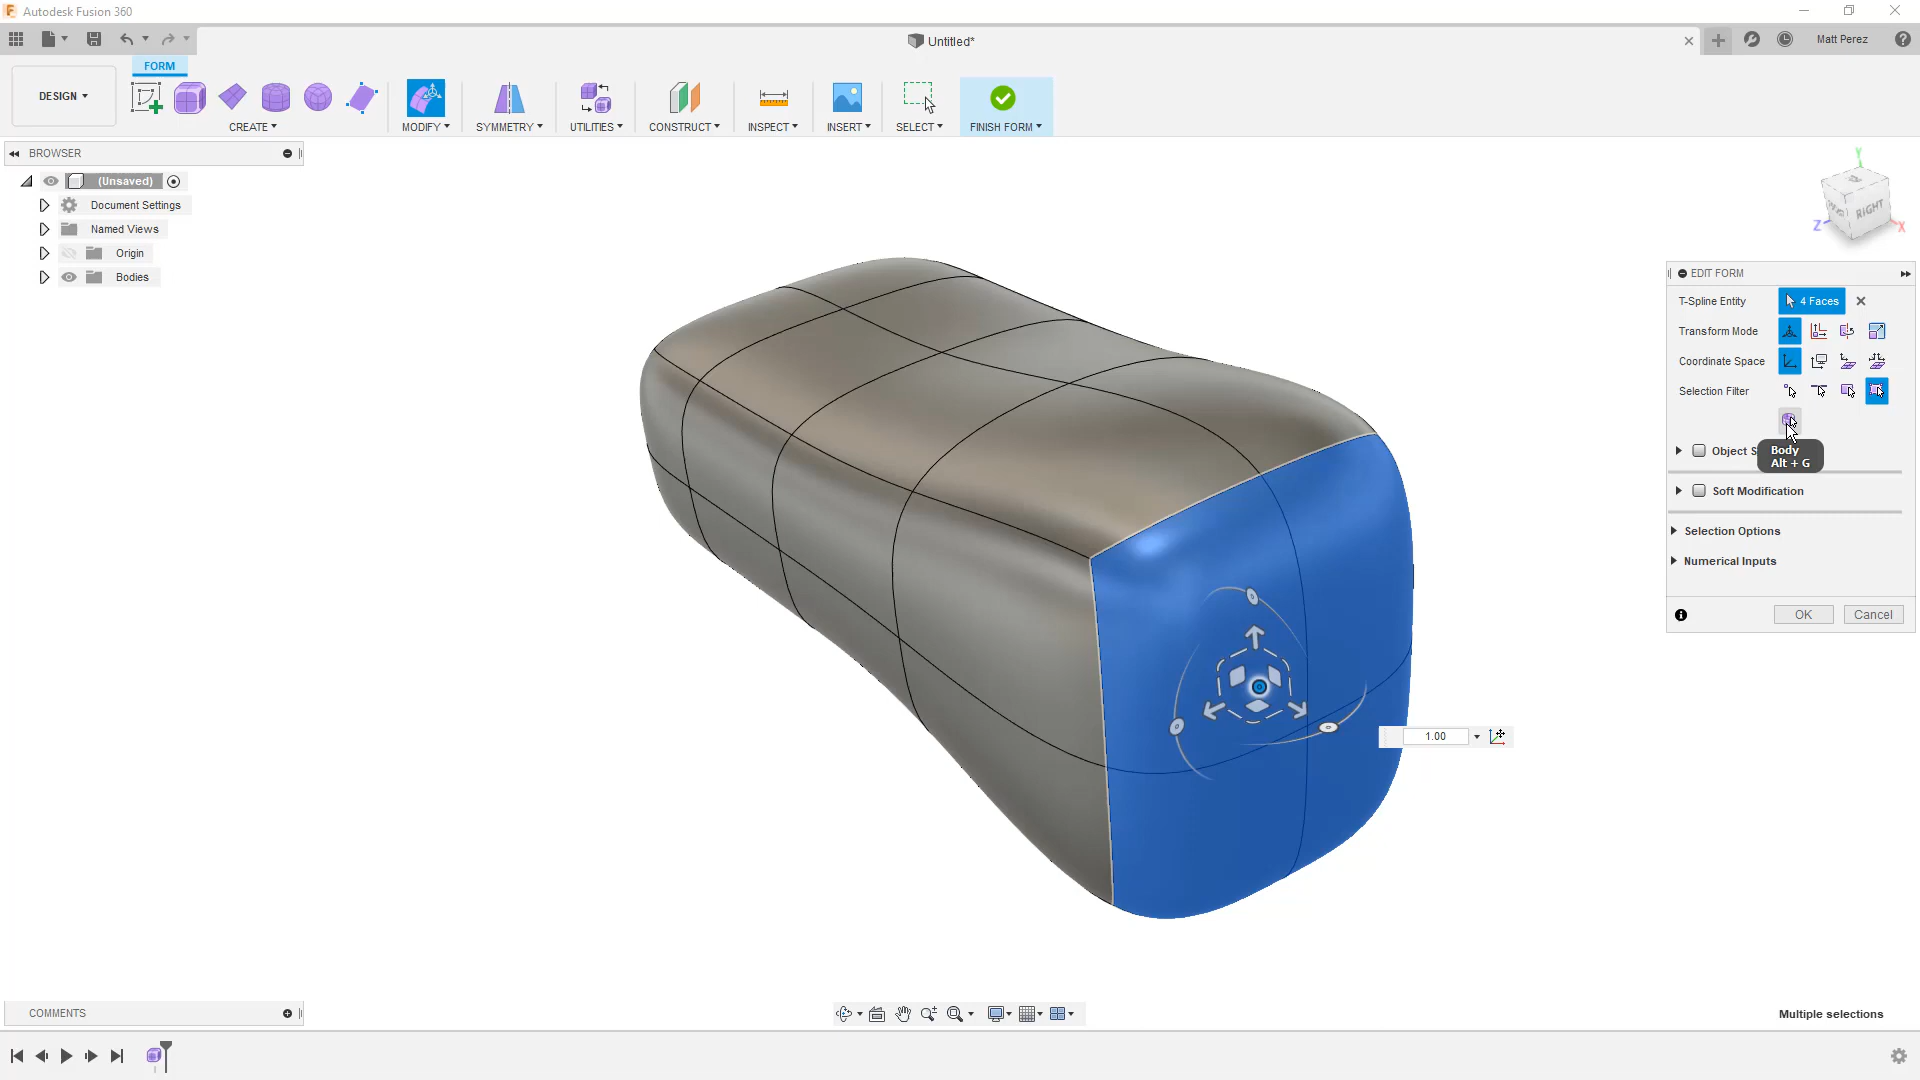 Autodesk Fusion 360
Untitled*
Matt Perez
FORM
DESIGN
CREATE
MODIFY
SYMMETRY
UTILITIES
CONSTRUCT
INSPECT
INSERT
SELECT
FINISH FORM
BROWSER
(Unsaved)
Document Settings
Named Views
Origin
Bodies
Y
RIGHT
Z
X
EDIT FORM
T-Spline Entity
4 Faces
Transform Mode
Coordinate Space
Selection Filter
Object S
Body
Alt + G
Soft Modification
Selection Options
Numerical Inputs
OK
Cancel
1.00
COMMENTS
Multiple selections